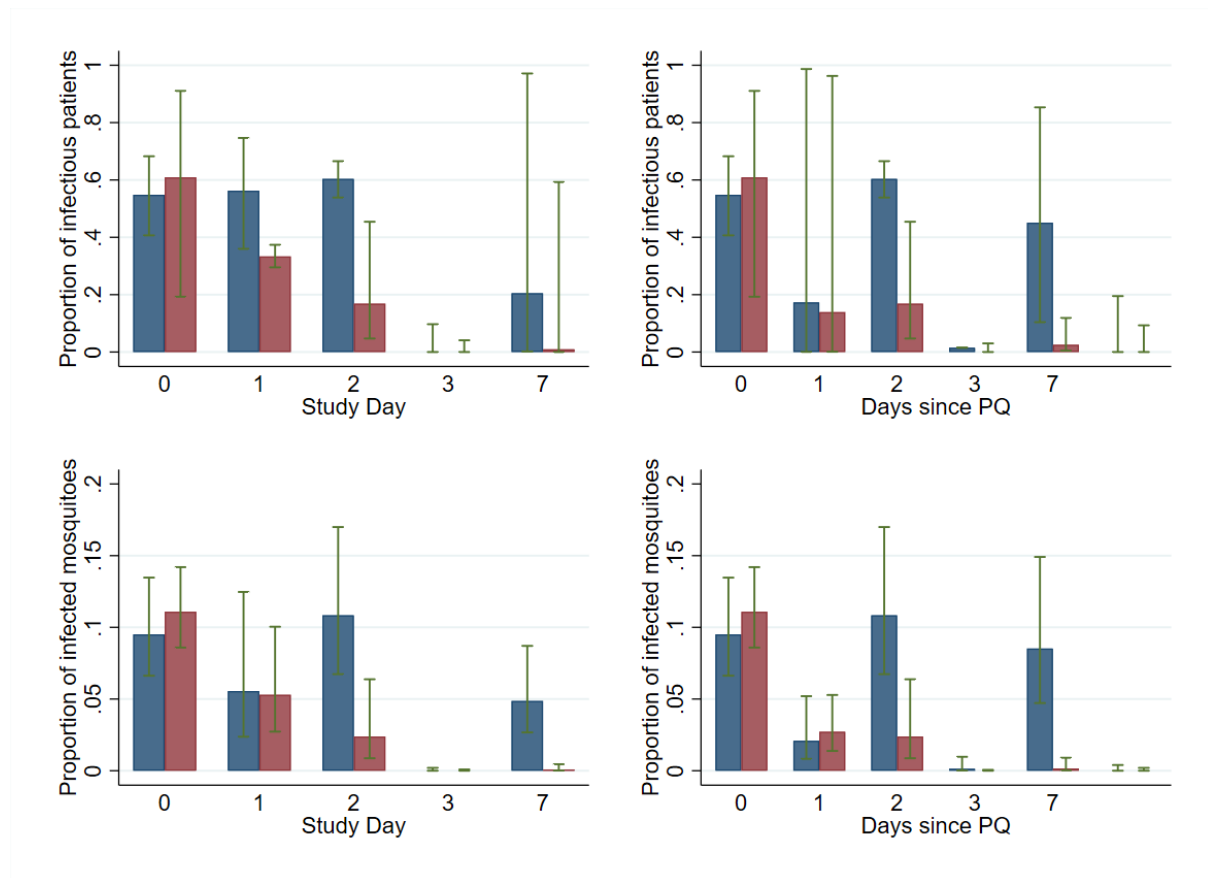 Proportion of infectious patients
1
.8
.6
.4
.2
0
0 1 2 3 7
Study Day
Proportion of infectious patients
1
.8
.6
.4
.2
0
0 1 2 3 7
Days since PQ
Proportion of infected mosquitoes
.2
.15
.1
.05
0
0 1 2 3 7
Study Day
Proportion of infected mosquitoes
.2
.15
.1
.05
0
0 1 2 3 7
Days since PQ